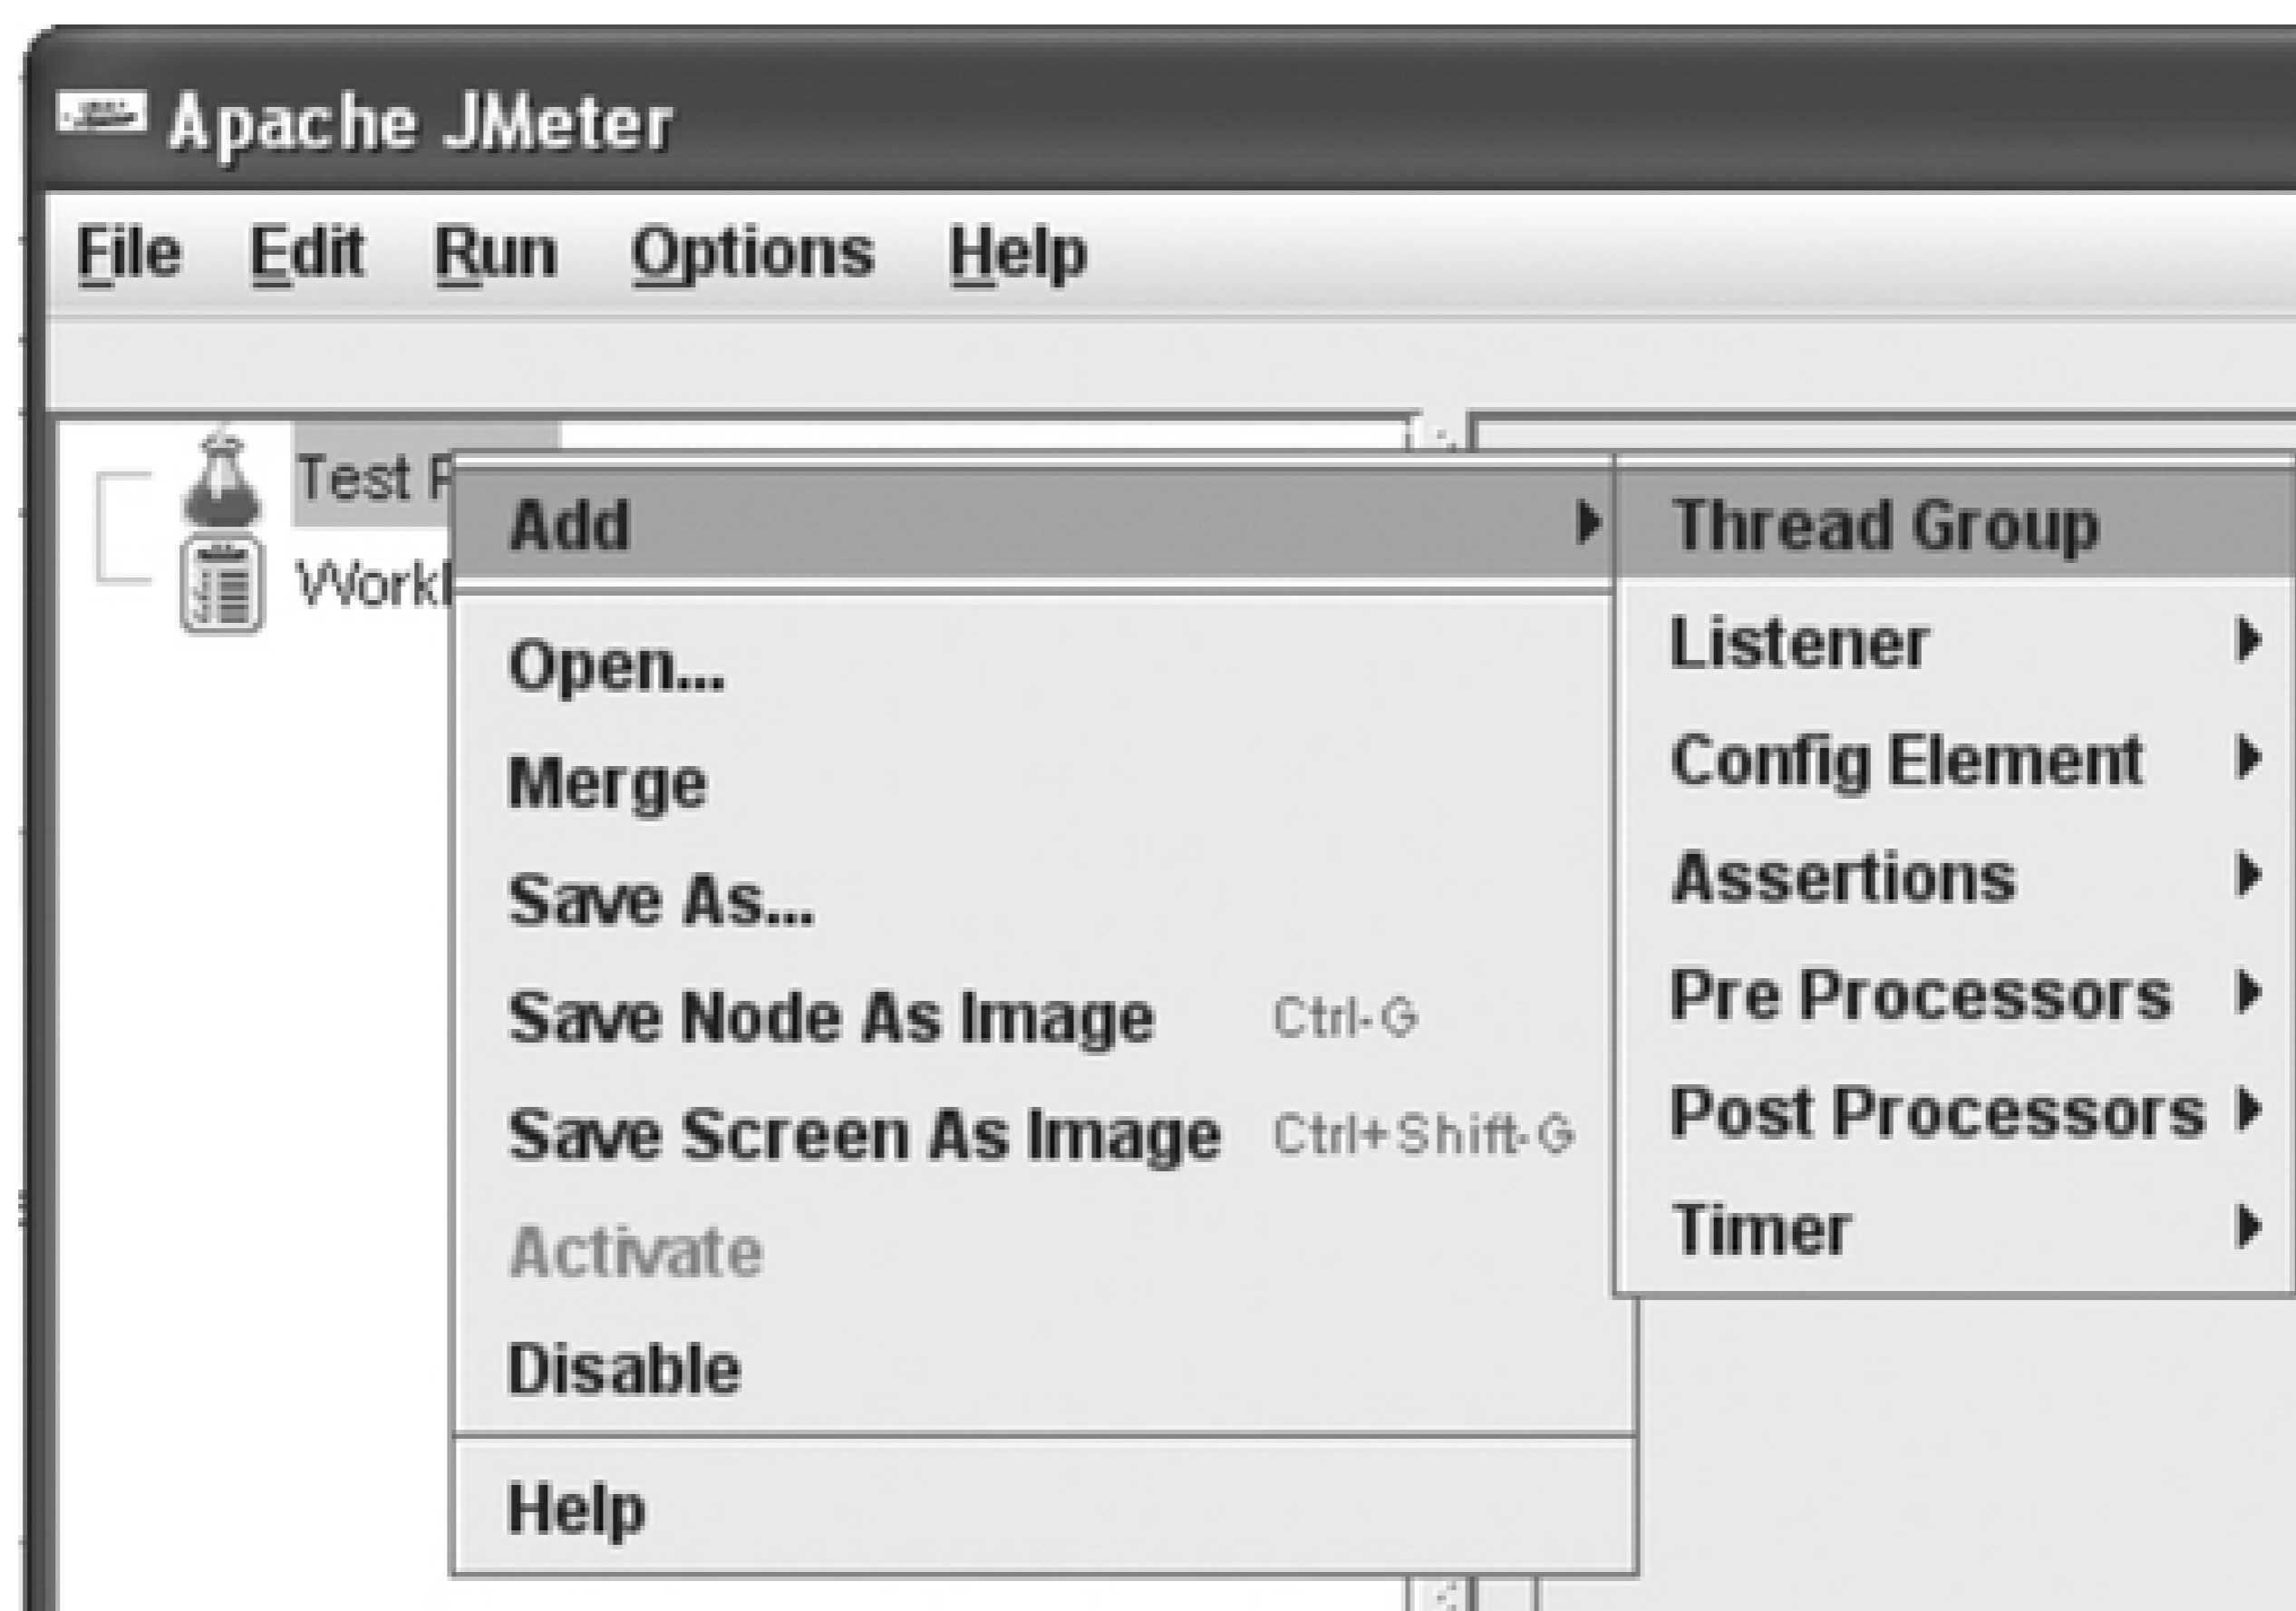 Apache JMeter
File Edit Run Options Help
Test
Add
Open...
Merge
Save As...
Save Node As Image Ctrl-G
Save Screen As Image Ctrl+Shift-G
Activate
Disable
Help
Thread Group
Listener
Config Element
Assertions
Pre Processors
Post Processors
Timer